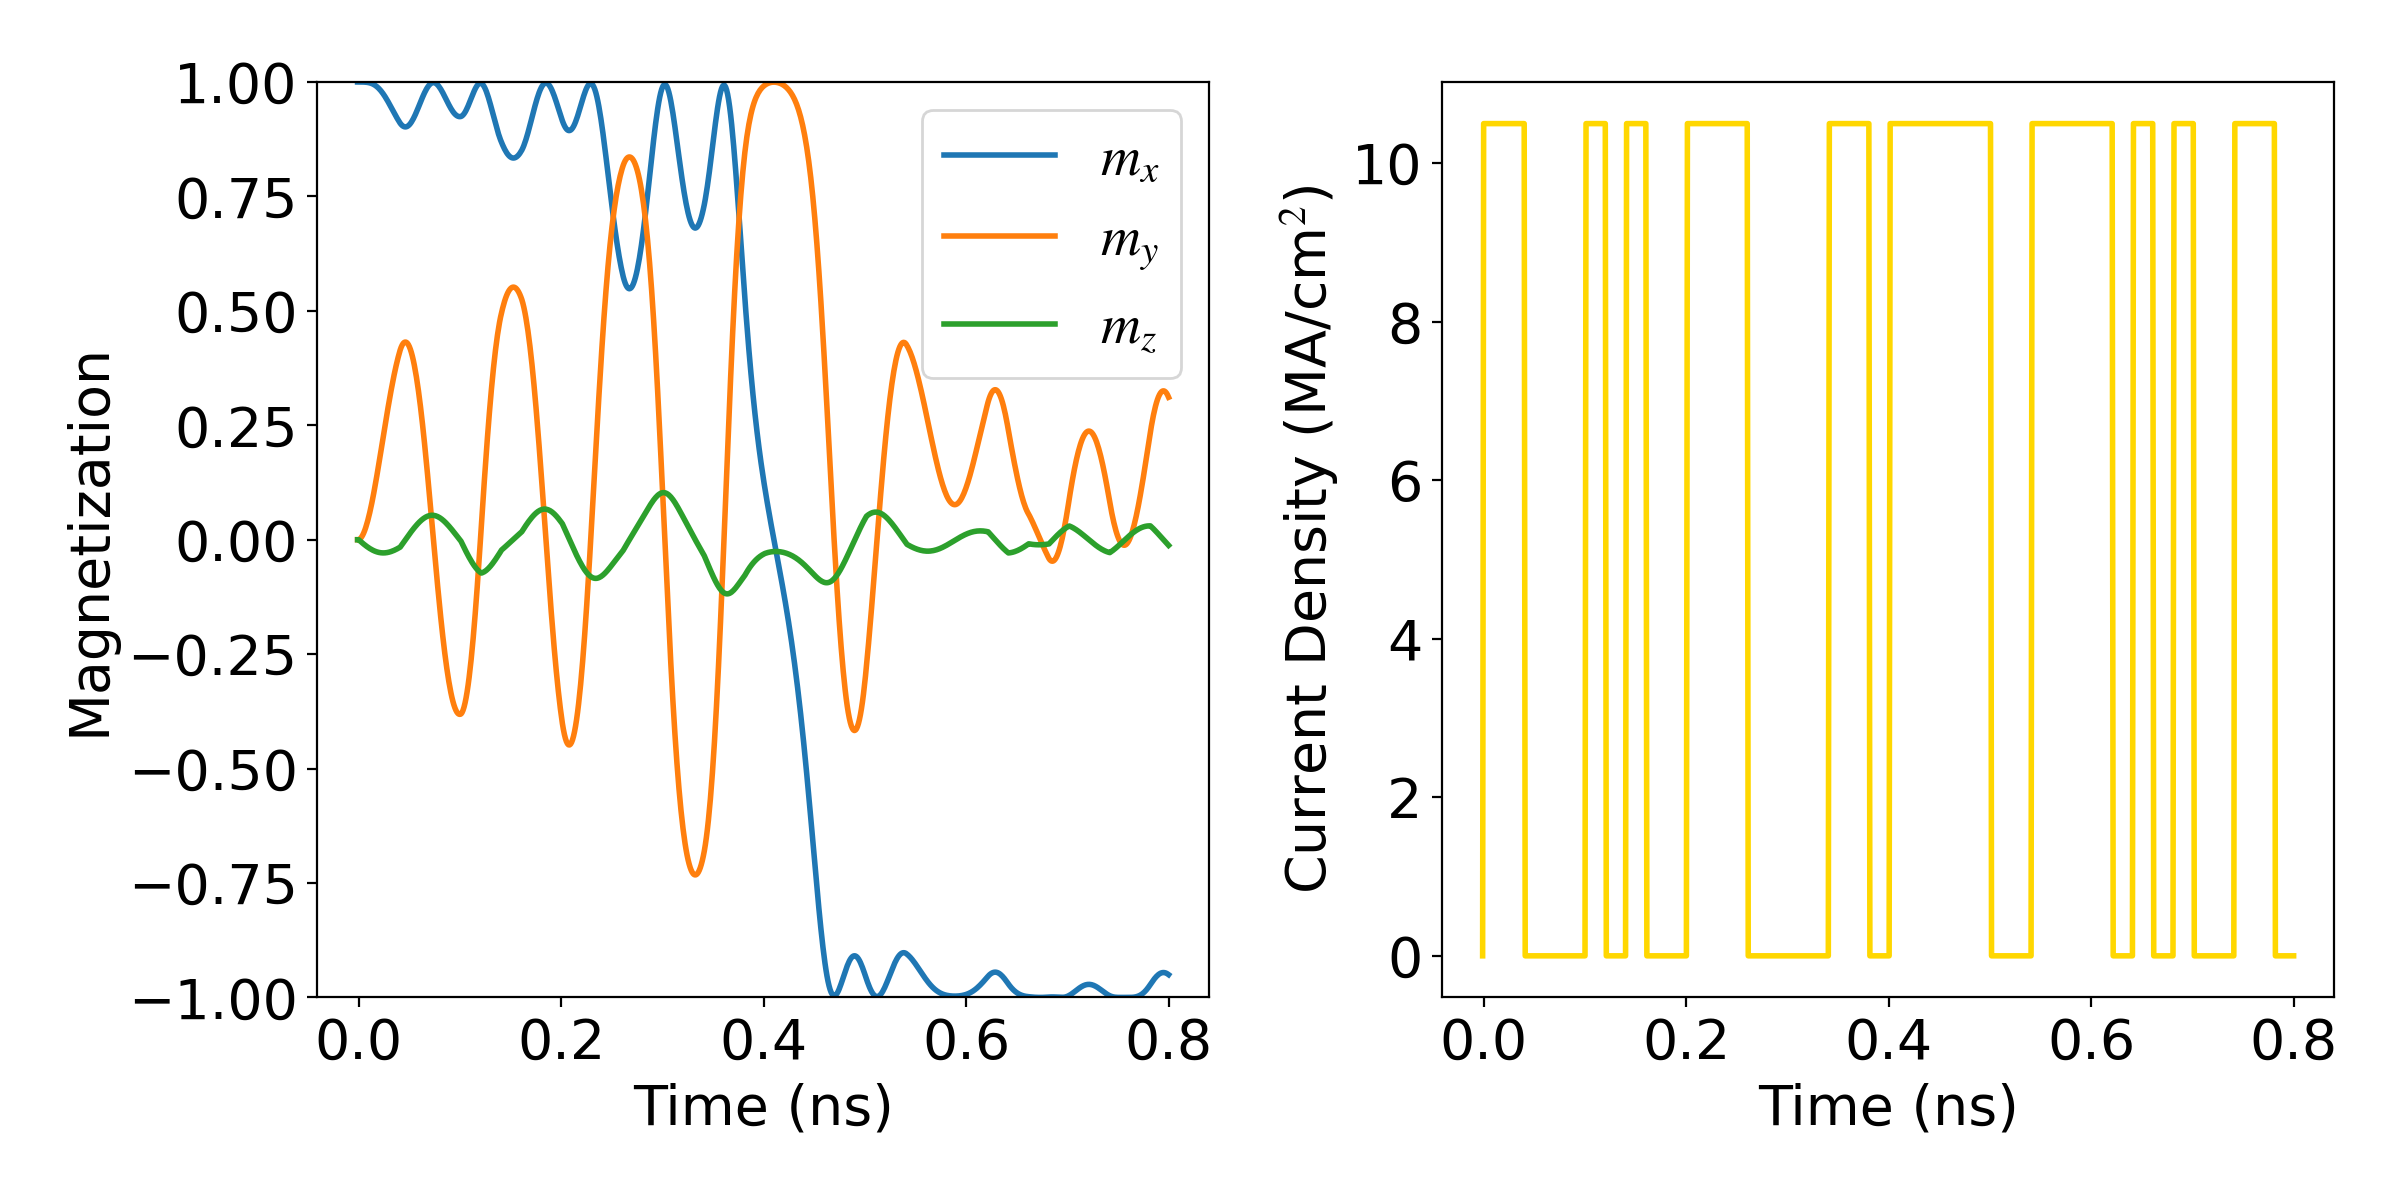 Magnetization
1.00
0.75
0.50
0.25
0.00
−0.25
−0.50
−0.75
−1.00
0.0 0.2 0.4 0.6 0.8
Time (ns)
m_x
m_y
m_z
Current Density (MA/cm²)
10
8
6
4
2
0
0.0 0.2 0.4 0.6 0.8
Time (ns)